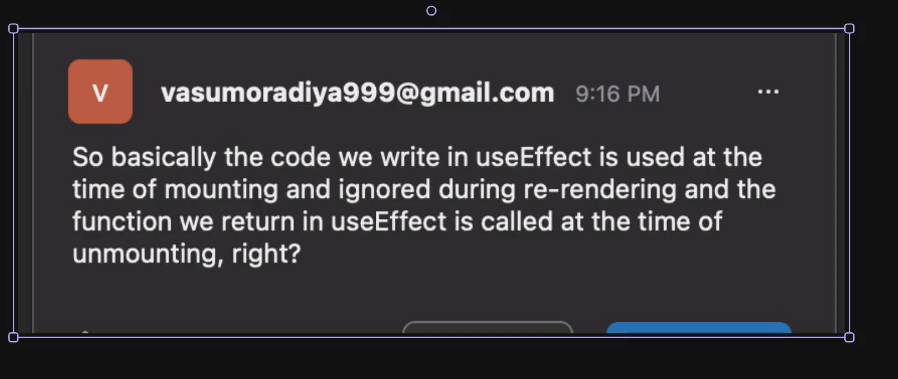 V
vasumoradiya999@gmail.com 9:16 PM
So basically the code we write in useEffect is used at the
time of mounting and ignored during re-rendering and the
function we return in useEffect is called at the time of
unmounting, right?